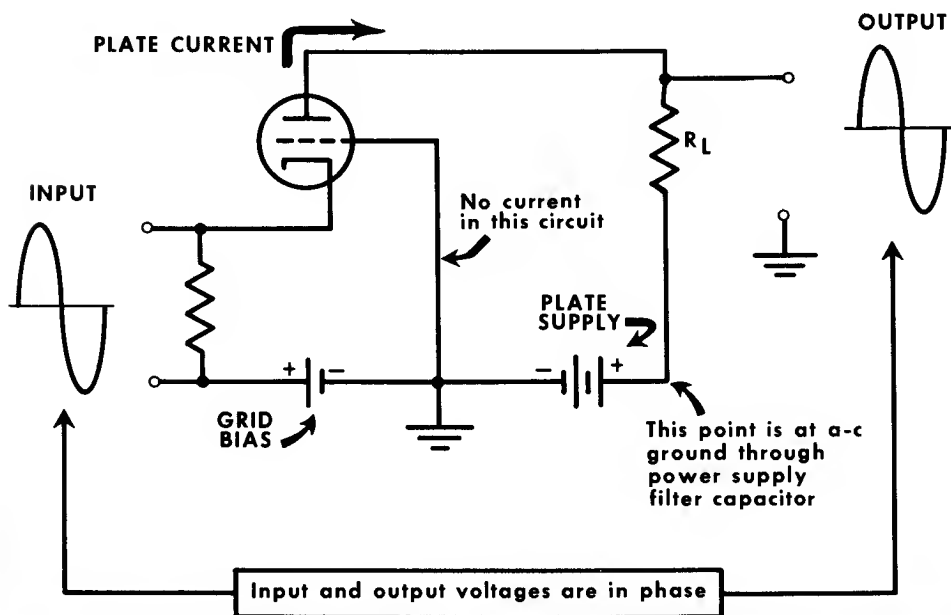 PLATE CURRENT
OUTPUT
R L
INPUT
No current
in this circuit
PLATE
SUPPLY
+ −
− +
GRID
BIAS
This point is at a-c
ground through
power supply
filter capacitor
Input and output voltages are in phase